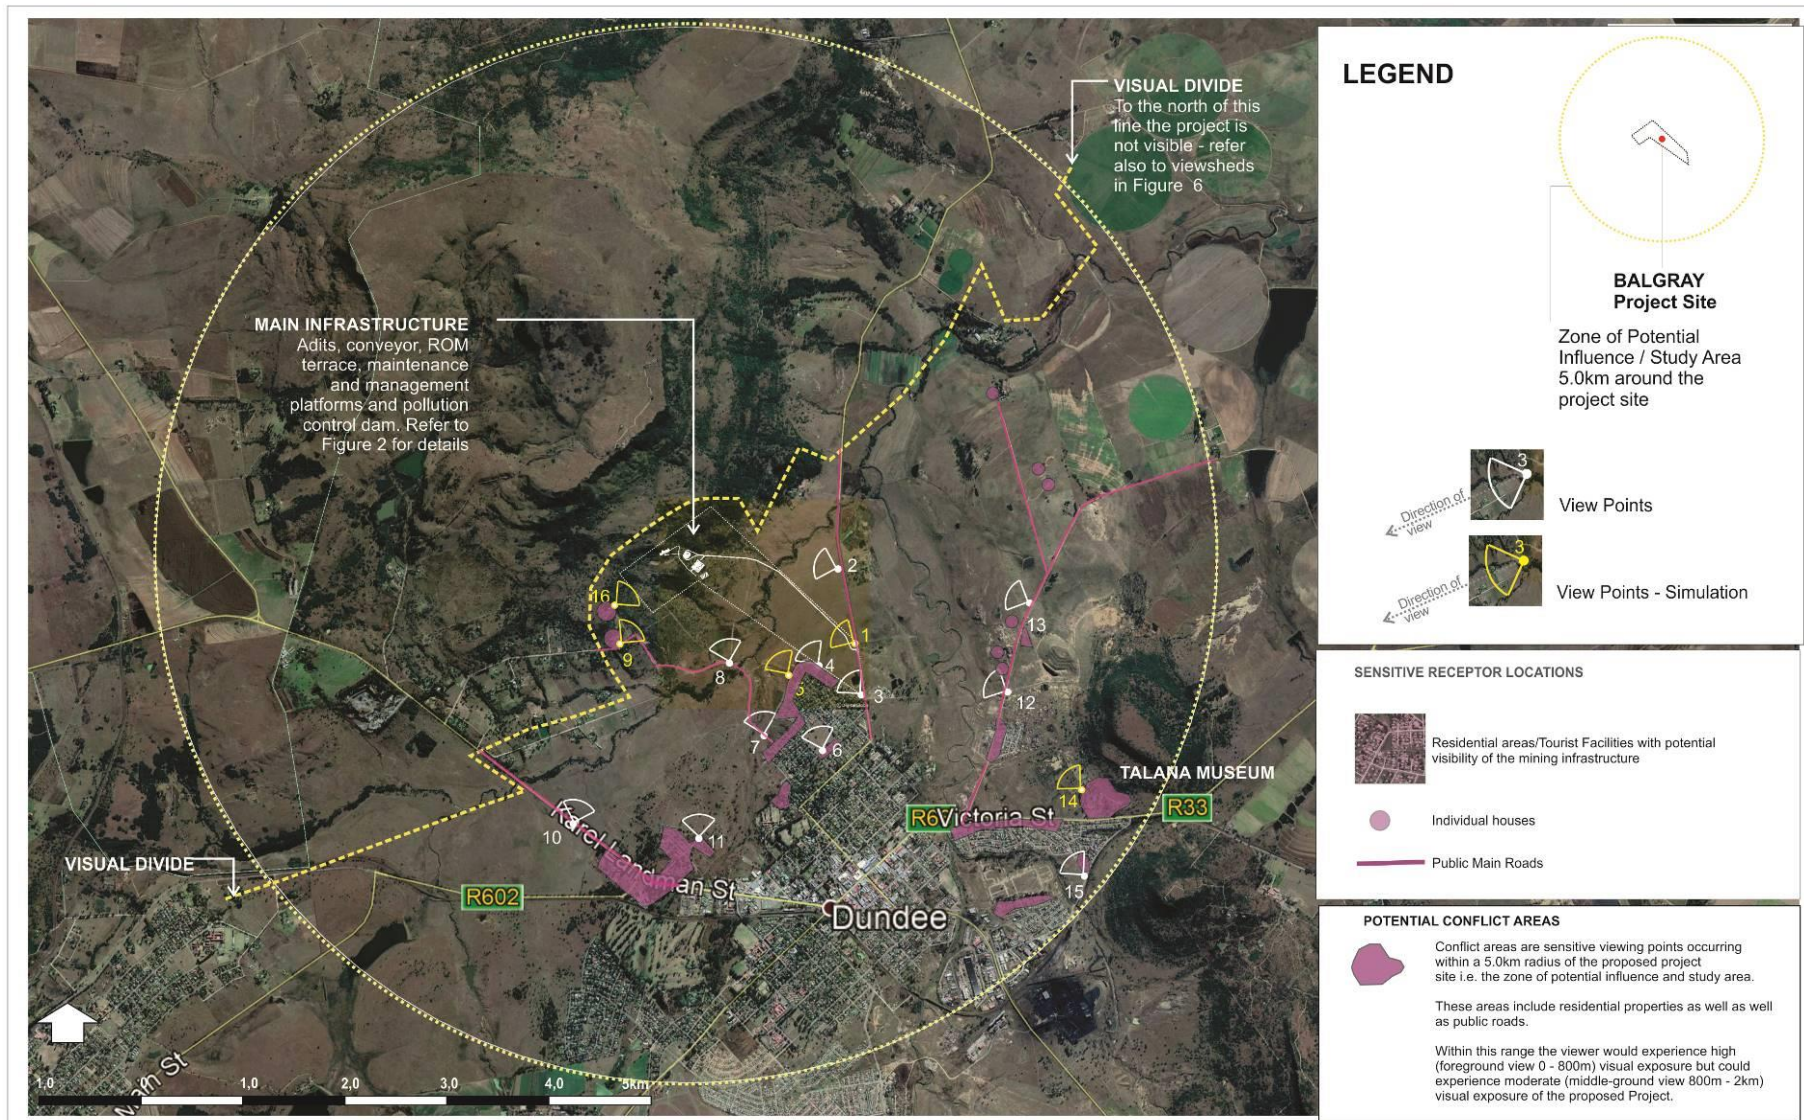 VISUAL DIVIDE
To the north of this
line the project is
not visible - refer
also to viewsheds
in Figure 6
MAIN INFRASTRUCTURE
Adits, conveyor, ROM
terrace, maintenance
and management
platforms and pollution
control dam. Refer to
Figure 2 for details
2
16
13
1
9
4
8
5
3
12
7
6
TALANA MUSEUM
14
R33
R6
Victoria St
10
11
Karel Landman St
VISUAL DIVIDE
R602
15
Dundee
1,0
0
1,0
2,0
3,0
4,0
5km
Main St
LEGEND
BALGRAY
Project Site
Zone of Potential
Influence / Study Area
5.0km around the
project site
3
Direction of
view
View Points
3
Direction of
view
View Points - Simulation
SENSITIVE RECEPTOR LOCATIONS
Residential areas/Tourist Facilities with potential
visibility of the mining infrastructure
Individual houses
Public Main Roads
POTENTIAL CONFLICT AREAS
Conflict areas are sensitive viewing points occurring
within a 5.0km radius of the proposed project
site i.e. the zone of potential influence and study area.
These areas include residential properties as well as well
as public roads.
Within this range the viewer would experience high
(foreground view 0 - 800m) visual exposure but could
experience moderate (middle-ground view 800m - 2km)
visual exposure of the proposed Project.